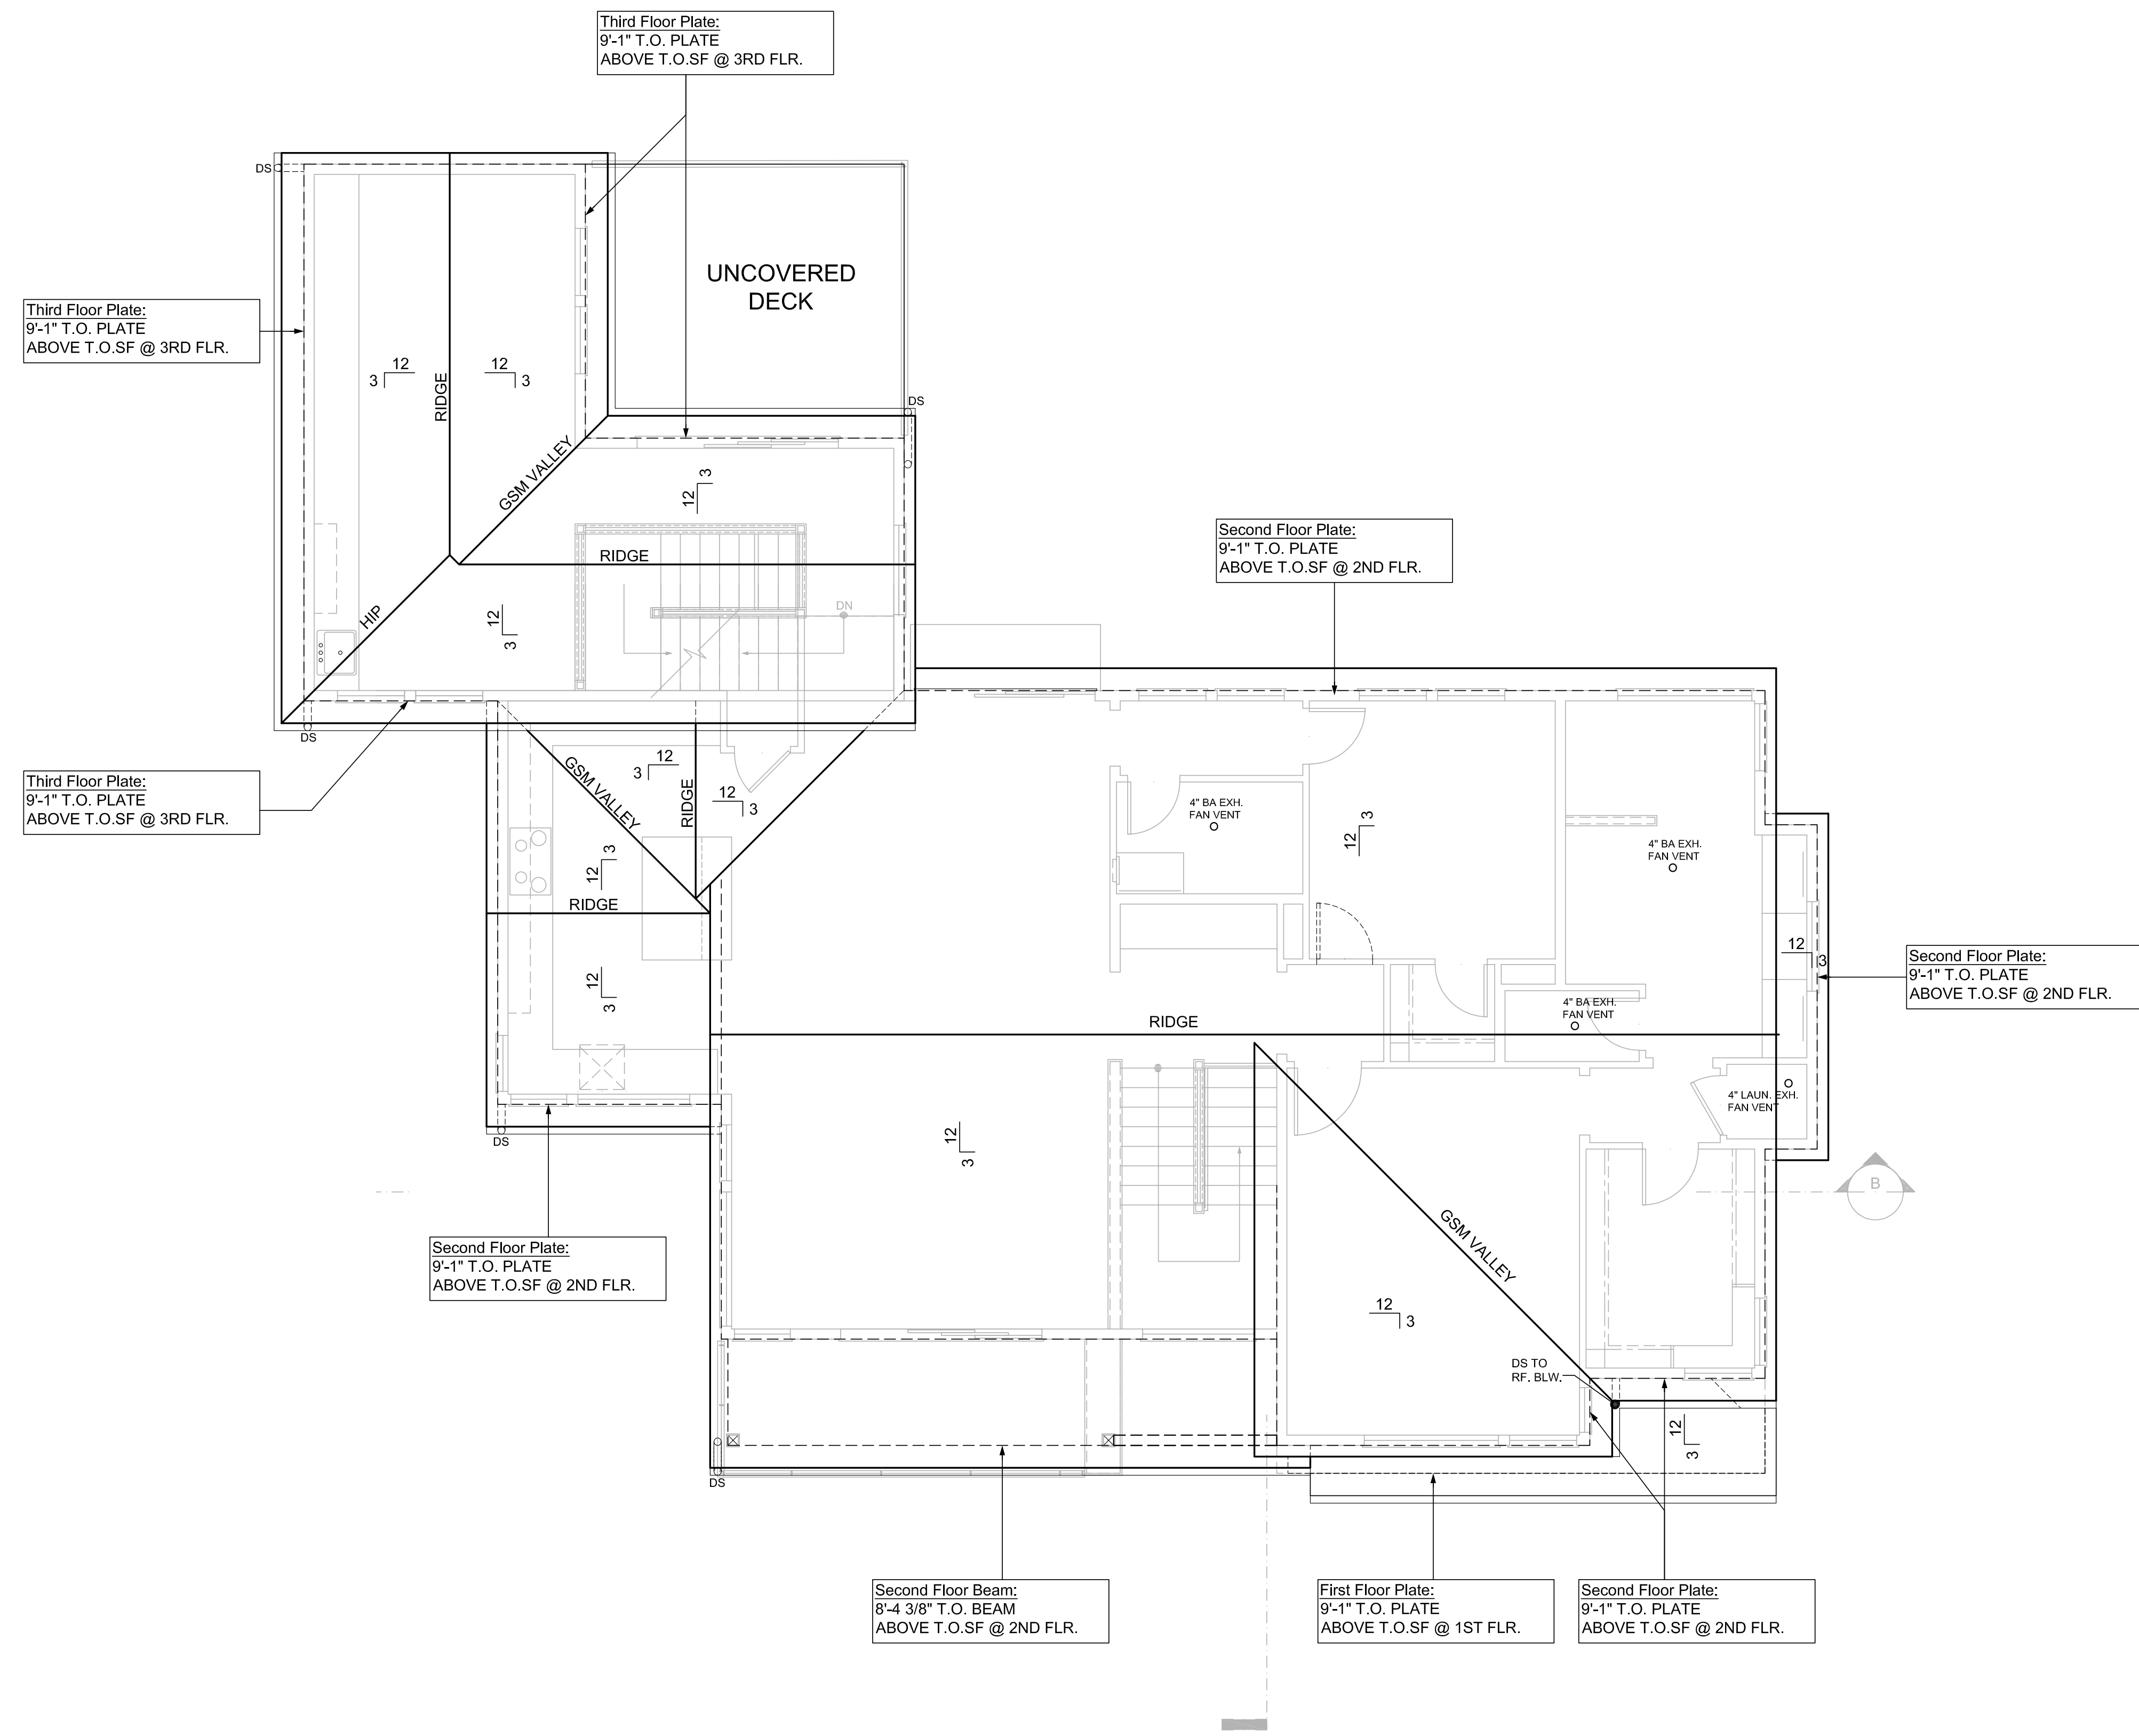 Third Floor Plate:
9'-1" T.O. PLATE
ABOVE T.O.SF @ 3RD FLR.
DS
UNCOVERED
DECK
Third Floor Plate:
9'-1" T.O. PLATE
ABOVE T.O.SF @ 3RD FLR.
12
3
RIDGE
12
3
DS
GSM VALLEY
12
3
Second Floor Plate:
9'-1" T.O. PLATE
ABOVE T.O.SF @ 2ND FLR.
RIDGE
HIP
12
3
DN
DS
Third Floor Plate:
9'-1" T.O. PLATE
ABOVE T.O.SF @ 3RD FLR.
GSM VALLEY
12
3
RIDGE
12
3
4" BA EXH.
FAN VENT
12
3
4" BA EXH.
FAN VENT
12
3
RIDGE
12
3
Second Floor Plate:
9'-1" T.O. PLATE
ABOVE T.O.SF @ 2ND FLR.
12
3
4" BA EXH.
FAN VENT
RIDGE
4" LAUN. EXH.
FAN VENT
DS
12
3
B
Second Floor Plate:
9'-1" T.O. PLATE
ABOVE T.O.SF @ 2ND FLR.
GSM VALLEY
12
3
DS TO
RF. BLW.
12
3
DS
Second Floor Beam:
8'-4 3/8" T.O. BEAM
ABOVE T.O.SF @ 2ND FLR.
First Floor Plate:
9'-1" T.O. PLATE
ABOVE T.O.SF @ 1ST FLR.
Second Floor Plate:
9'-1" T.O. PLATE
ABOVE T.O.SF @ 2ND FLR.